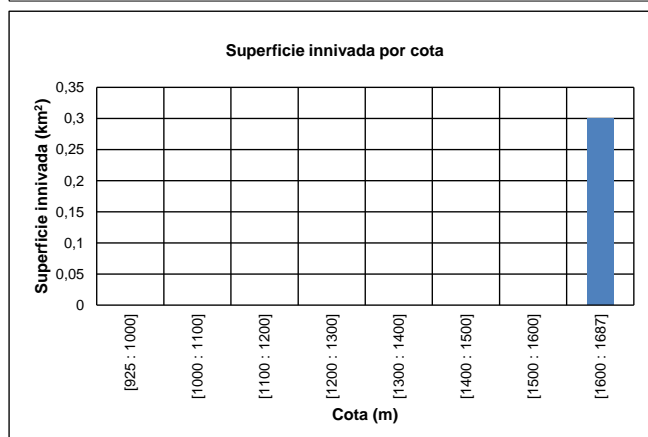 Superficie innivada por cota
Superficie innivada (km²)
0,35
0,3
0,25
0,2
0,15
0,1
0,05
0
[925 : 1000]
[1000 : 1100]
[1100 : 1200]
[1200 : 1300]
[1300 : 1400]
[1400 : 1500]
[1500 : 1600]
[1600 : 1687]
Cota (m)